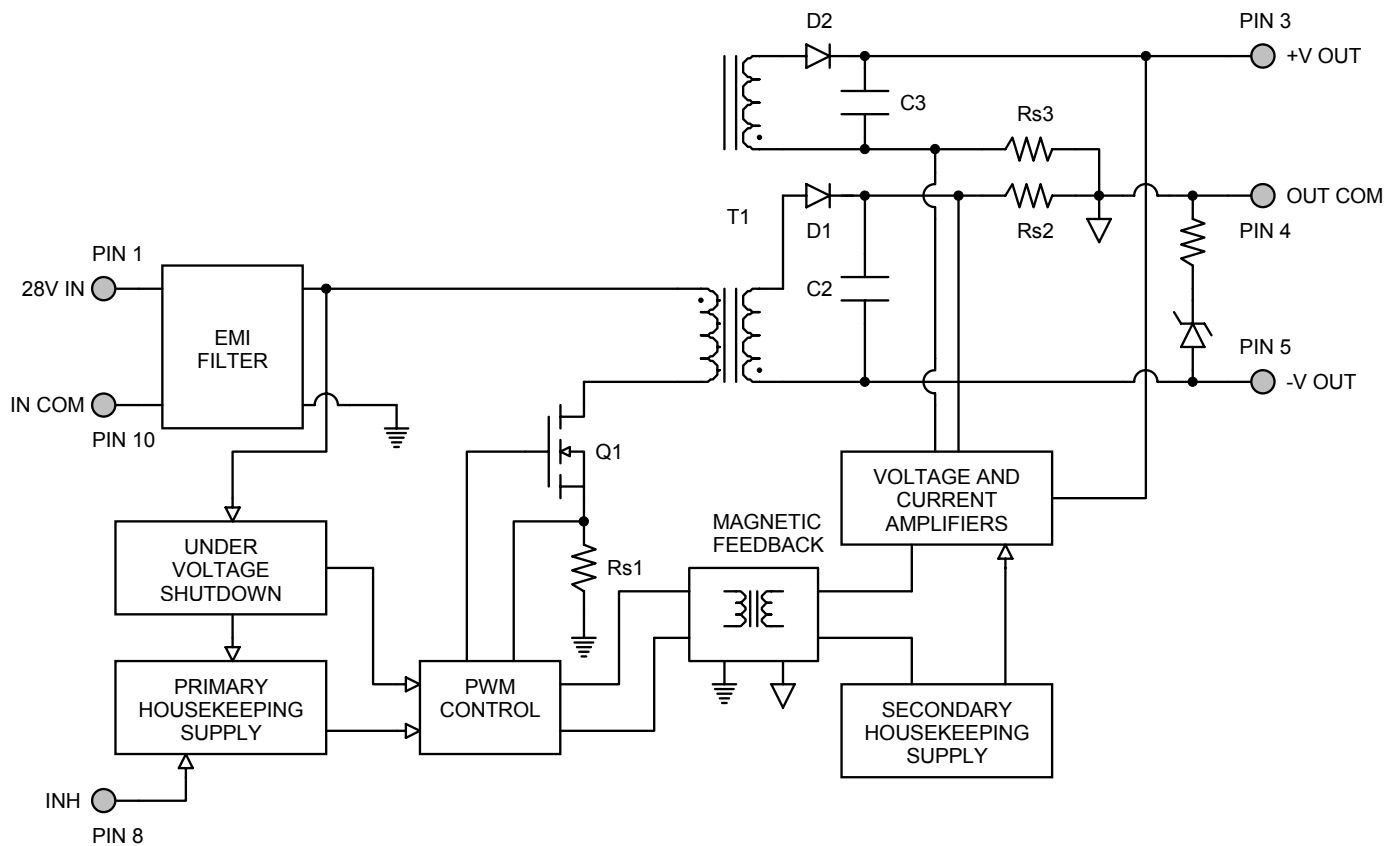 D2
PIN 3
+V OUT
C3
Rs3
T1
D1
Rs2
OUT COM
PIN 4
PIN 1
28V IN
EMI
FILTER
C2
PIN 5
-V OUT
IN COM
PIN 10
Q1
VOLTAGE AND
CURRENT
AMPLIFIERS
UNDER
VOLTAGE
SHUTDOWN
MAGNETIC
FEEDBACK
Rs1
PRIMARY
HOUSEKEEPING
SUPPLY
PWM
CONTROL
SECONDARY
HOUSEKEEPING
SUPPLY
INH
PIN 8